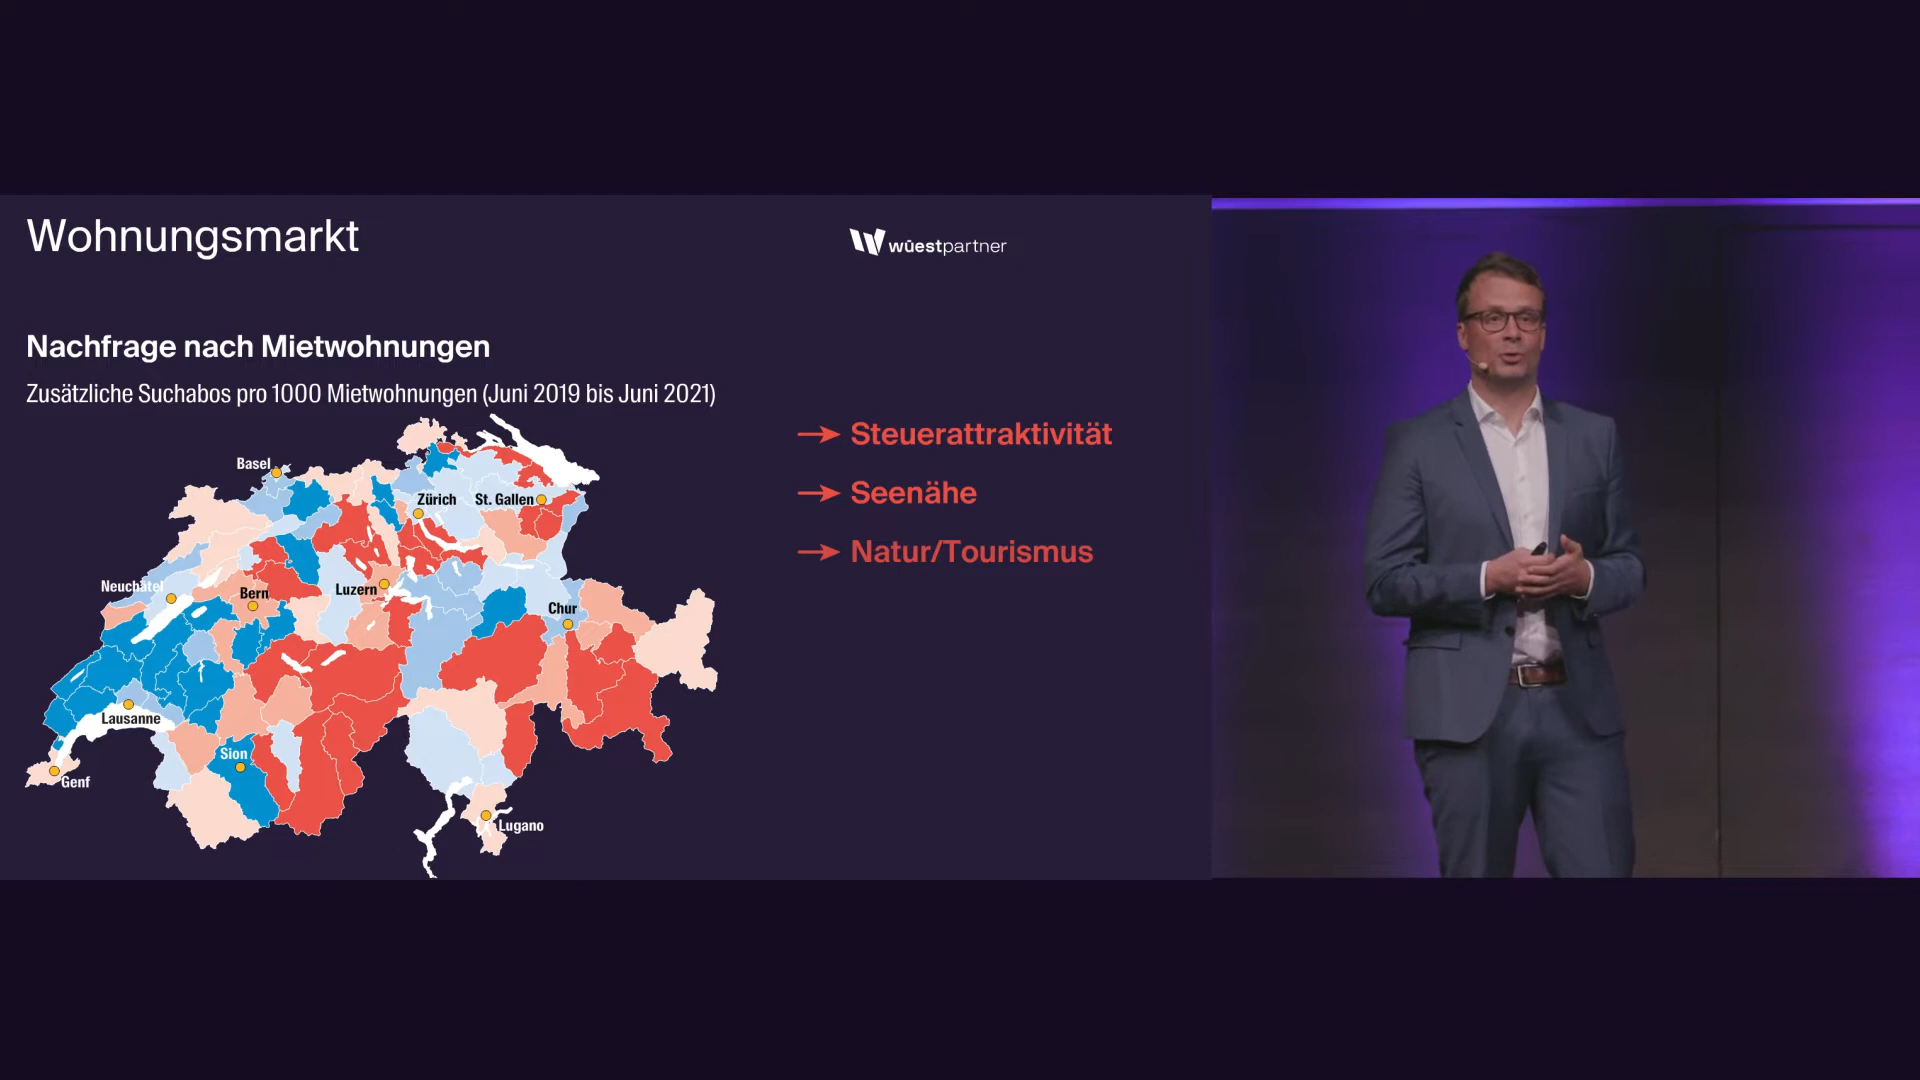 Wohnungsmarkt
wüestpartner
Nachfrage nach Mietwohnungen
Zusätzliche Suchabos pro 1000 Mietwohnungen (Juni 2019 bis Juni 2021)
Steuerattraktivität
Seenähe
Natur/Tourismus
Basel
Zürich
St. Gallen
Neuchâtel
Bern
Luzern
Chur
Lausanne
Sion
Genf
Lugano